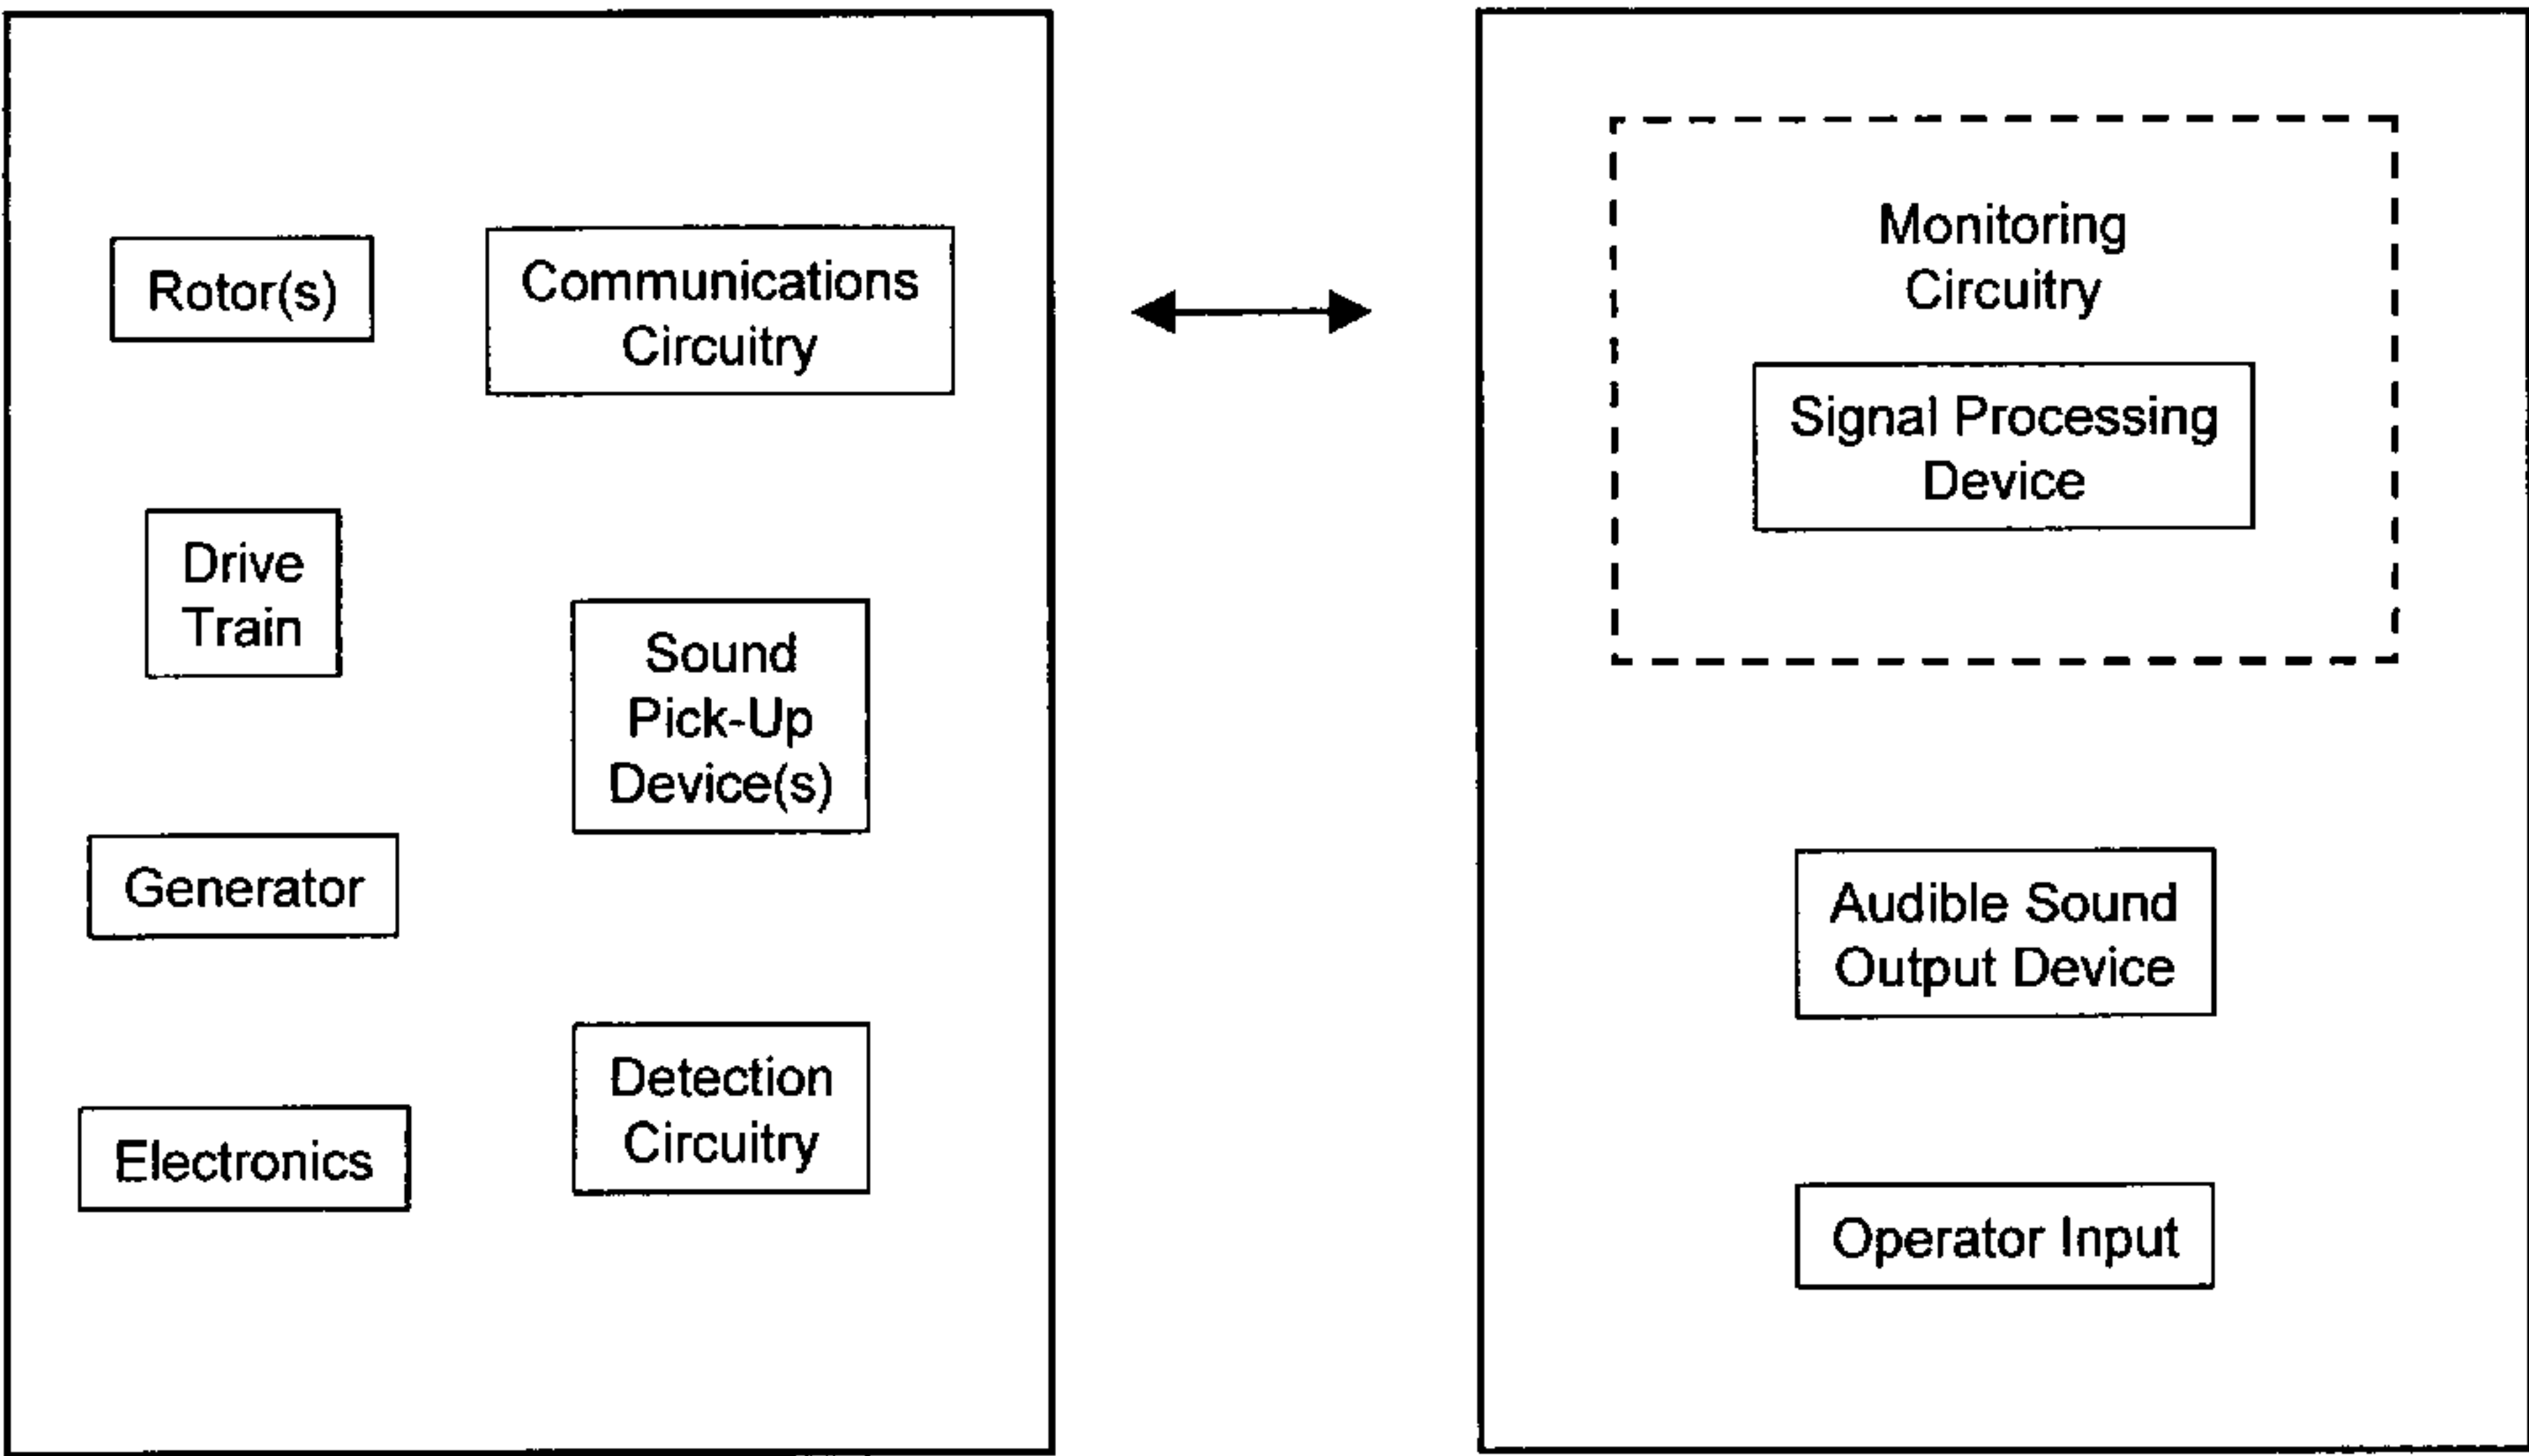 Rotor(s)
Drive
Train
Generator
Electronics
Communications
Circuitry
Sound
Pick-Up
Device(s)
Detection
Circuitry
Monitoring
Circuitry
Signal Processing
Device
Audible Sound
Output Device
Operator Input